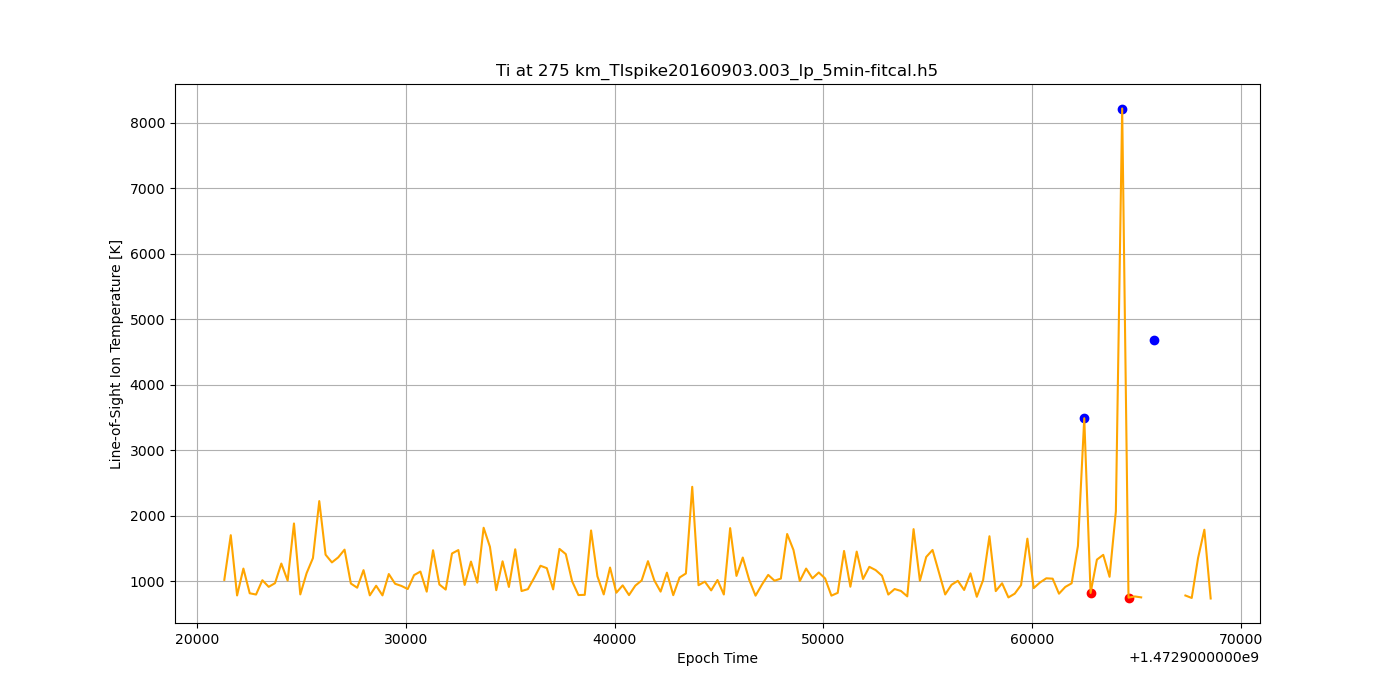 Ti at 275 km_TIspike20160903.003_lp_5min-fitcal.h5
Line-of-Sight Ion Temperature [K]
8000
7000
6000
5000
4000
3000
2000
1000
20000 30000 40000 50000 60000 70000
Epoch Time
+1.4729000000e9